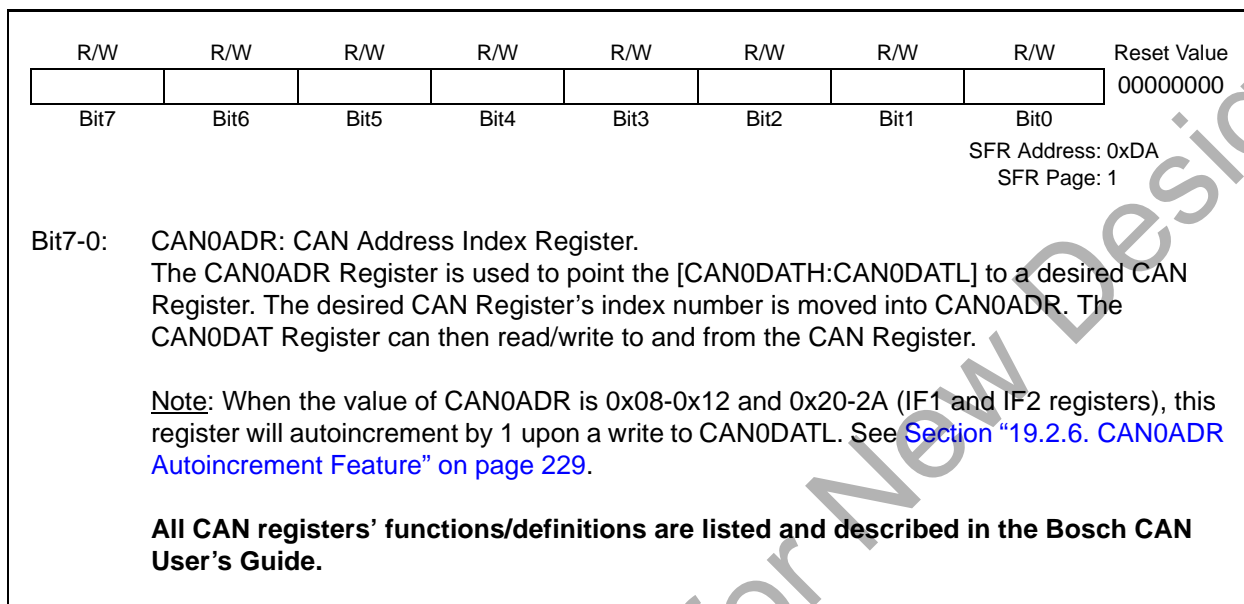 R/W R/W R/W R/W R/W R/W R/W R/W Reset Value
00000000
Bit7 Bit6 Bit5 Bit4 Bit3 Bit2 Bit1 Bit0
SFR Address: 0xDA
SFR Page: 1
Bit7-0: CAN0ADR: CAN Address Index Register.
The CAN0ADR Register is used to point the [CAN0DATH:CAN0DATL] to a desired CAN
Register. The desired CAN Register’s index number is moved into CAN0ADR. The
CAN0DAT Register can then read/write to and from the CAN Register.
Note: When the value of CAN0ADR is 0x08-0x12 and 0x20-2A (IF1 and IF2 registers), this
register will autoincrement by 1 upon a write to CAN0DATL. See Section “19.2.6. CAN0ADR
Autoincrement Feature” on page 229.
All CAN registers’ functions/definitions are listed and described in the Bosch CAN
User’s Guide.
for New Desig